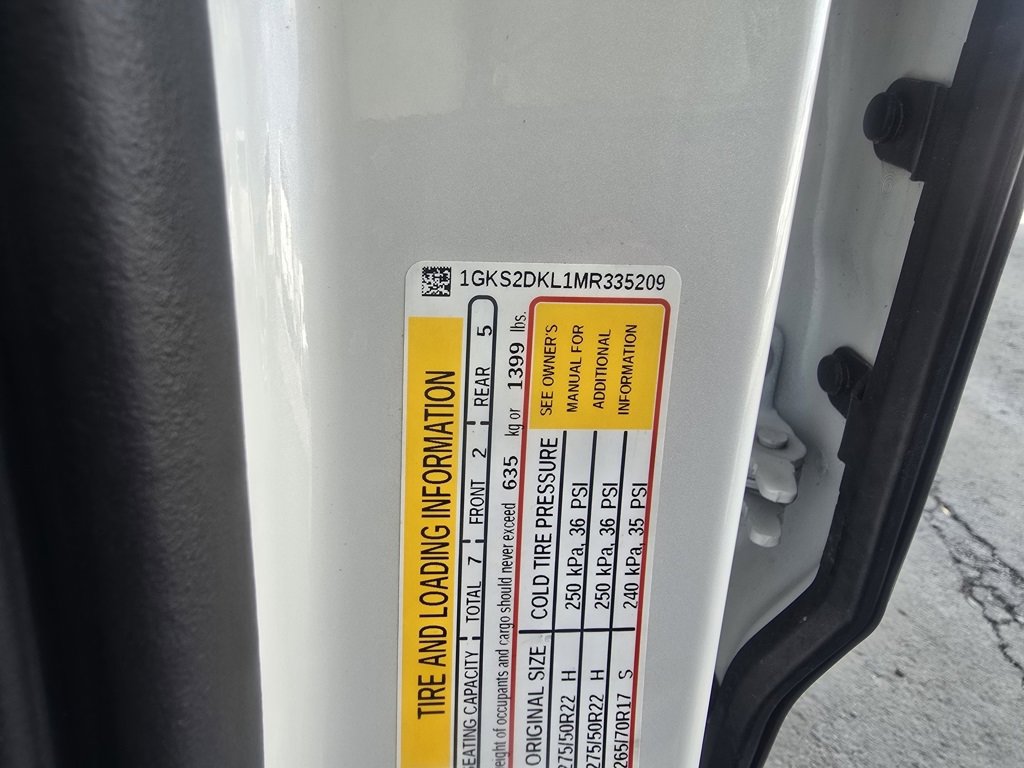 1GKS2DKL1MR335209
TIRE AND LOADING INFORMATION
SEATING CAPACITY TOTAL 7 FRONT 2 REAR 5
weight of occupants and cargo should never exceed 635 kg or 1399 lbs.
ORIGINAL SIZE COLD TIRE PRESSURE
275/50R22 H 250 kPa, 36 PSI
275/50R22 H 250 kPa, 36 PSI
265/70R17 S 240 kPa, 35 PSI
SEE OWNER'S
MANUAL FOR
ADDITIONAL
INFORMATION